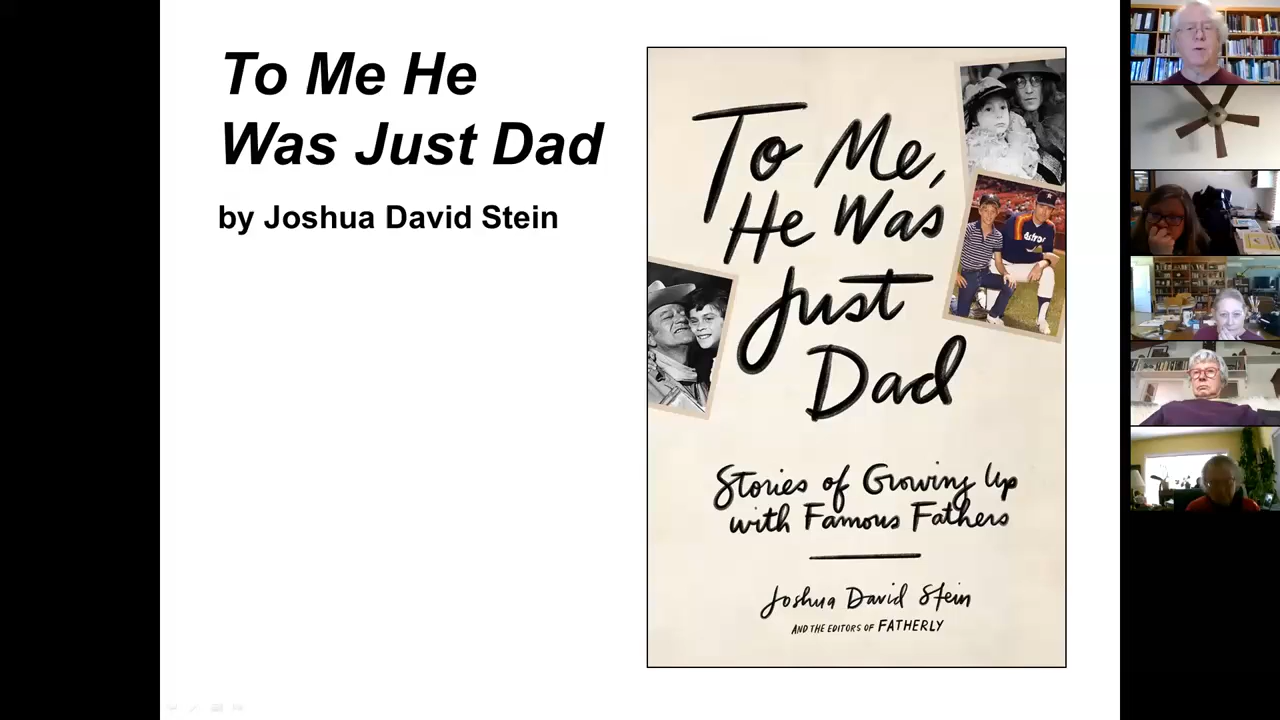 To Me He
Was Just Dad
by Joshua David Stein
To Me,
He Was
Just
Dad
Astros
Stories of Growing Up
with Famous Fathers
Joshua David Stein
AND THE EDITORS OF FATHERLY